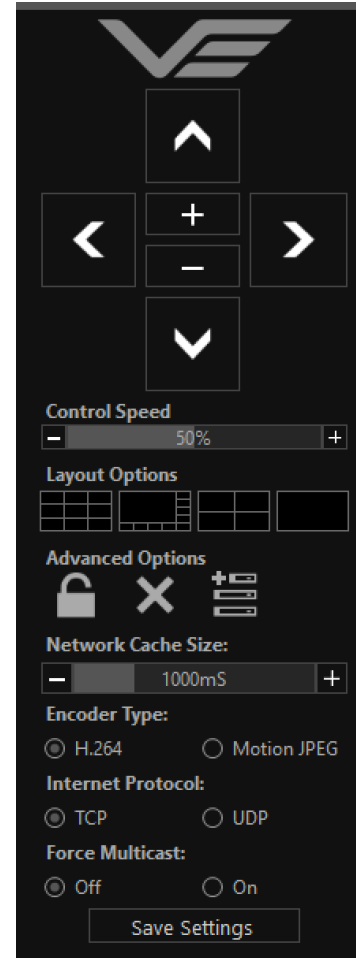 VE
+
−
Control Speed
− 50% +
Layout Options
Advanced Options
Network Cache Size:
− 1000mS +
Encoder Type:
H.264 Motion JPEG
Internet Protocol:
TCP UDP
Force Multicast:
Off On
Save Settings